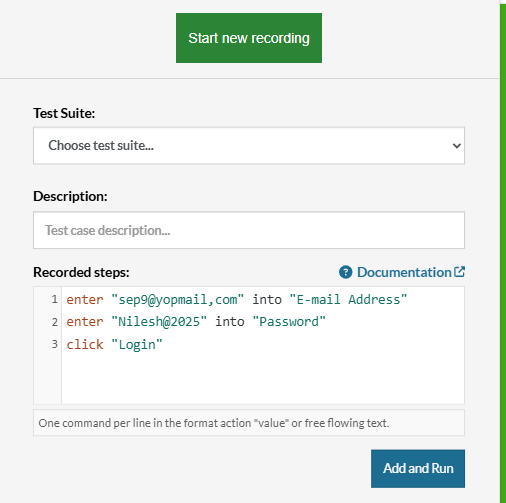 Start new recording
Test Suite:
Choose test suite...
Description:
Test case description...
Recorded steps:
Documentation
1 enter "sep9@yopmail,com" into "E-mail Address"
2 enter "Nilesh@2025" into "Password"
3 click "Login"
One command per line in the format action "value" or free flowing text.
Add and Run